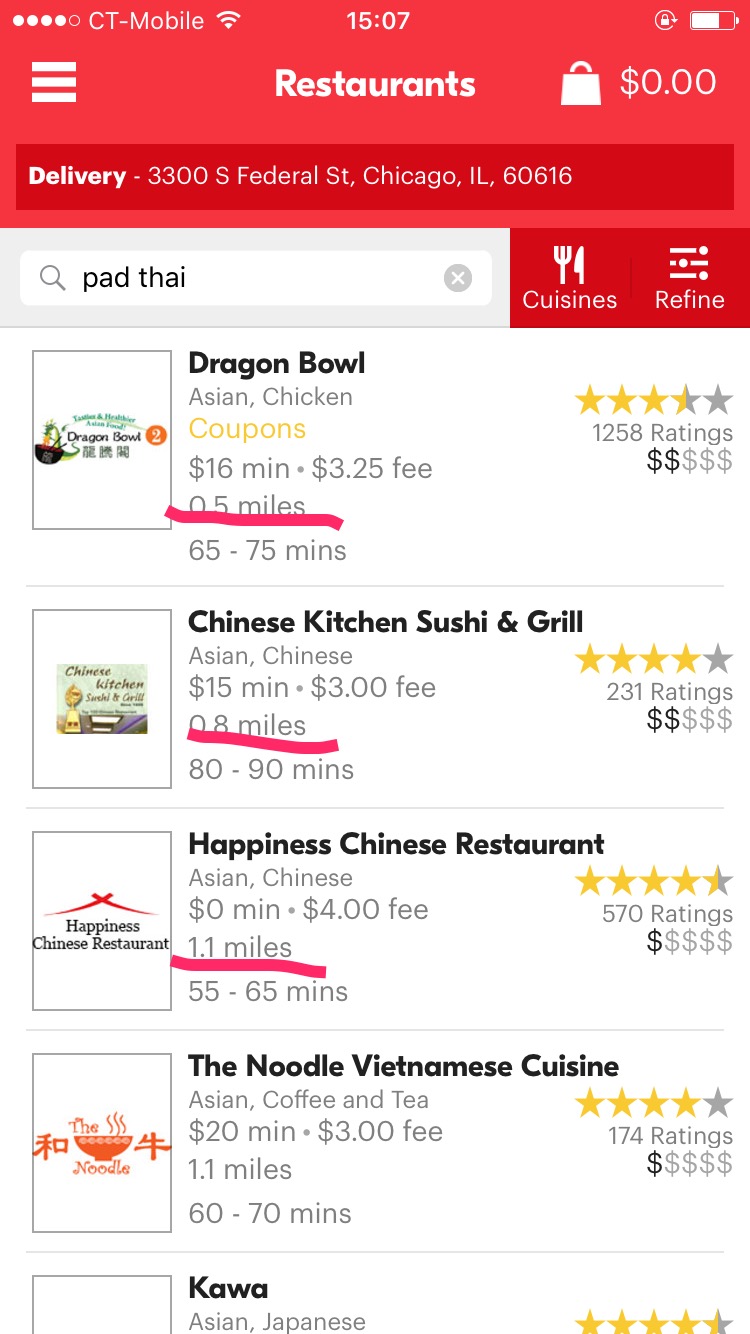 CT-Mobile 15:07
Restaurants $0.00
Delivery - 3300 S Federal St, Chicago, IL, 60616
pad thai
Cuisines Refine
Tastier & Healthier
Asian Food!
Dragon Bowl 2
龍騰閣
Dragon Bowl
Asian, Chicken
Coupons
$16 min • $3.25 fee
0.5 miles
65 - 75 mins
1258 Ratings
$$$$$
Chinese
Kitchen
Sushi & Grill
Chinese Kitchen Sushi & Grill
Asian, Chinese
$15 min • $3.00 fee
0.8 miles
80 - 90 mins
231 Ratings
$$$$$
Happiness
Chinese Restaurant
Happiness Chinese Restaurant
Asian, Chinese
$0 min • $4.00 fee
1.1 miles
55 - 65 mins
570 Ratings
$$$$$
The
和 牛
Noodle
The Noodle Vietnamese Cuisine
Asian, Coffee and Tea
$20 min • $3.00 fee
1.1 miles
60 - 70 mins
174 Ratings
$$$$$
Kawa
Asian, Japanese